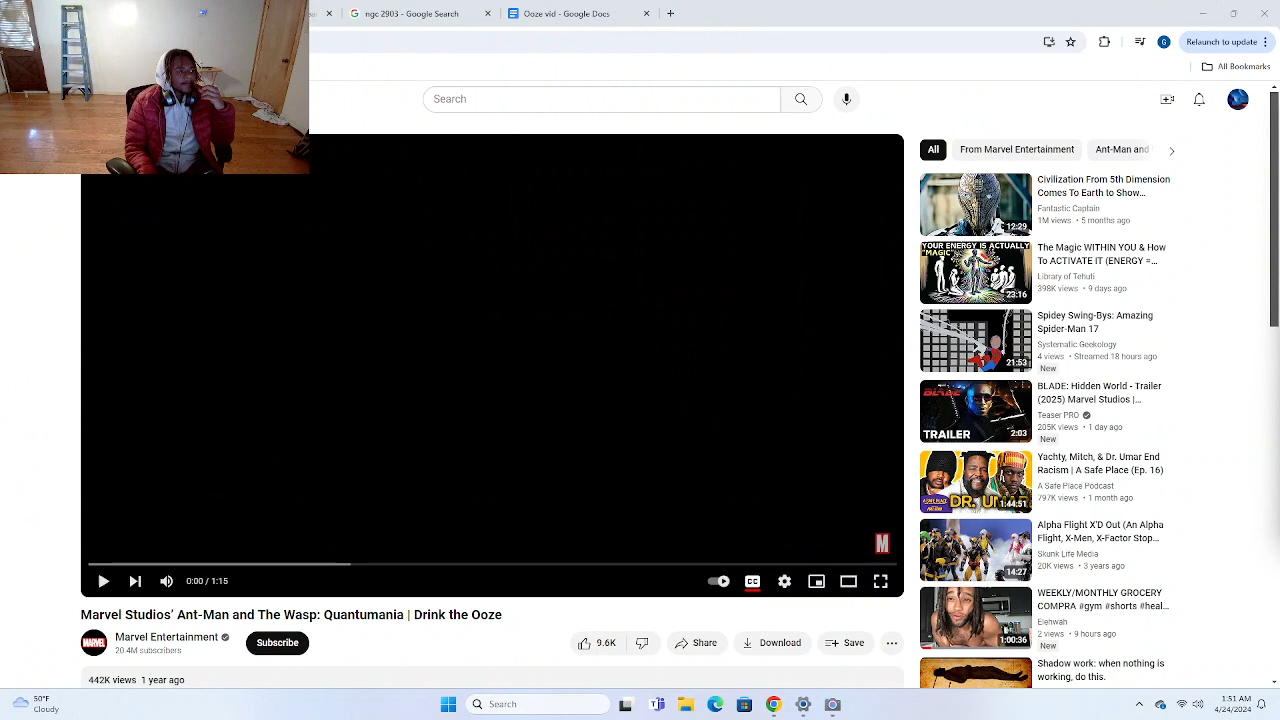 ngc 2903 - Google Search
Ooze vid - Google Docs
Relaunch to update
All Bookmarks
Search
All
From Marvel Entertainment
Ant-Man and
Civilization From 5th Dimension
Comes To Earth to Show...
Fantastic Captain
1M views • 5 months ago
12:29
YOUR ENERGY IS ACTUALLY
"MAGIC"
23:16
The Magic WITHIN YOU & How
To ACTIVATE IT (ENERGY =...
Library of Tehuti
398K views • 9 days ago
Spidey Swing-Bys: Amazing
Spider-Man 17
Systematic Geekology
4 views • Streamed 18 hours ago
New
21:53
BLADE
TRAILER
2:03
BLADE: Hidden World - Trailer
(2025) Marvel Studios |...
Teaser PRO
205K views • 1 day ago
New
DR. UMAR
1:44:51
Yachty, Mitch, & Dr. Umar End
Racism | A Safe Place (Ep. 16)
A Safe Place Podcast
797K views • 1 month ago
14:27
Alpha Flight X'D Out (An Alpha
Flight, X-Men, X-Factor Stop...
Skunk Life Media
20K views • 3 years ago
1:00:36
WEEKLY/MONTHLY GROCERY
COMPRA #gym #shorts #heal...
Eiehwah
2 views • 9 hours ago
New
Shadow work: when nothing is
working, do this.
M
0:00 / 1:15
CC
Marvel Studios' Ant-Man and The Wasp: Quantumania | Drink the Ooze
MARVEL
Marvel Entertainment
20.4M subscribers
Subscribe
9.6K
Share
Download
Save
442K views 1 year ago
50°F
Cloudy
Search
1:51 AM
4/24/2024